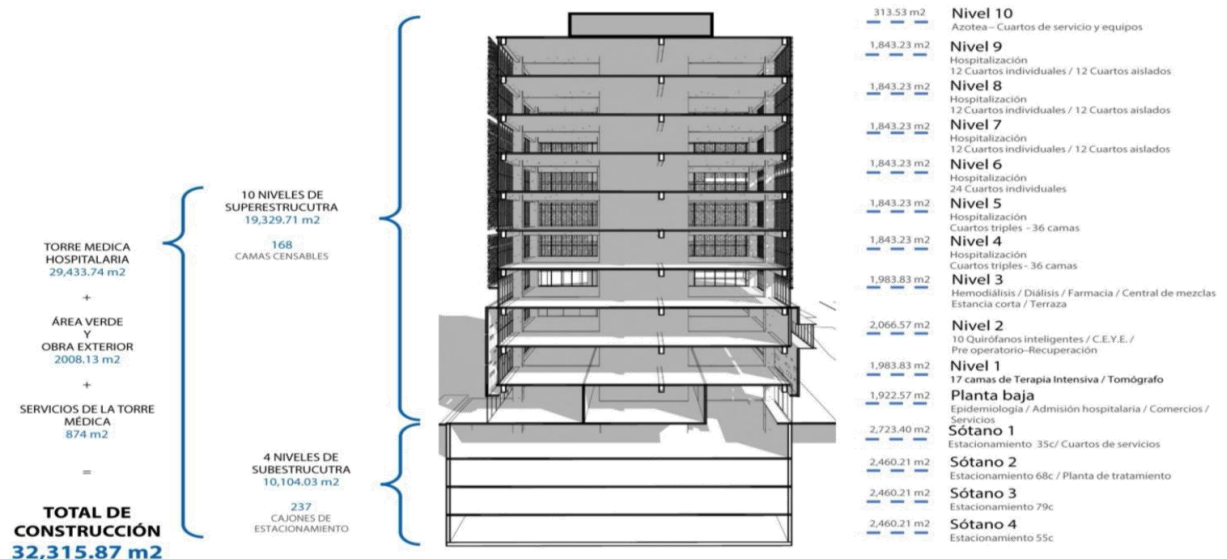 TORRE MEDICA
HOSPITALARIA
29,433.74 m2
+
ÁREA VERDE
Y
OBRA EXTERIOR
2008.13 m2
+
SERVICIOS DE LA TORRE
MÉDICA
874 m2
=
TOTAL DE
CONSTRUCCIÓN
32,315.87 m2
10 NIVELES DE
SUPERESTRUCUTRA
19,329.71 m2
168
CAMAS CENSABLES
4 NIVELES DE
SUBESTRUCUTRA
10,104.03 m2
237
CAJONES DE
ESTACIONAMIENTO
313.53 m2 Nivel 10
Azotea– Cuartos de servicio y equipos
1,843.23 m2 Nivel 9
Hospitalización
12 Cuartos individuales / 12 Cuartos aislados
1,843.23 m2 Nivel 8
Hospitalización
12 Cuartos individuales / 12 Cuartos aislados
1,843.23 m2 Nivel 7
Hospitalización
12 Cuartos individuales / 12 Cuartos aislados
1,843.23 m2 Nivel 6
Hospitalización
24 Cuartos individuales
1,843.23 m2 Nivel 5
Hospitalización
Cuartos triples - 36 camas
1,843.23 m2 Nivel 4
Hospitalización
Cuartos triples- 36 camas
1,983.83 m2 Nivel 3
Hemodiálisis / Diálisis / Farmacia / Central de mezclas
Estancia corta / Terraza
2,066.57 m2 Nivel 2
10 Quirófanos inteligentes / C.E.Y.E. /
Pre operatorio–Recuperación
1,983.83 m2 Nivel 1
17 camas de Terapia Intensiva / Tomógrafo
1,922.57 m2 Planta baja
Epidemiología / Admisión hospitalaria / Comercios /
Servicios
2,723.40 m2 Sótano 1
Estacionamiento 35c/ Cuartos de servicios
2,460.21 m2 Sótano 2
Estacionamiento 68c / Planta de tratamiento
2,460.21 m2 Sótano 3
Estacionamiento 79c
2,460.21 m2 Sótano 4
Estacionamiento 55c